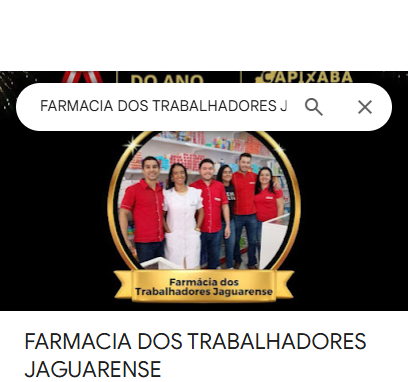 DO ANO
CAPIXABA
FARMACIA DOS TRABALHADORES J
Farmácia dos
Trabalhadores Jaguarense
FARMACIA DOS TRABALHADORES
JAGUARENSE